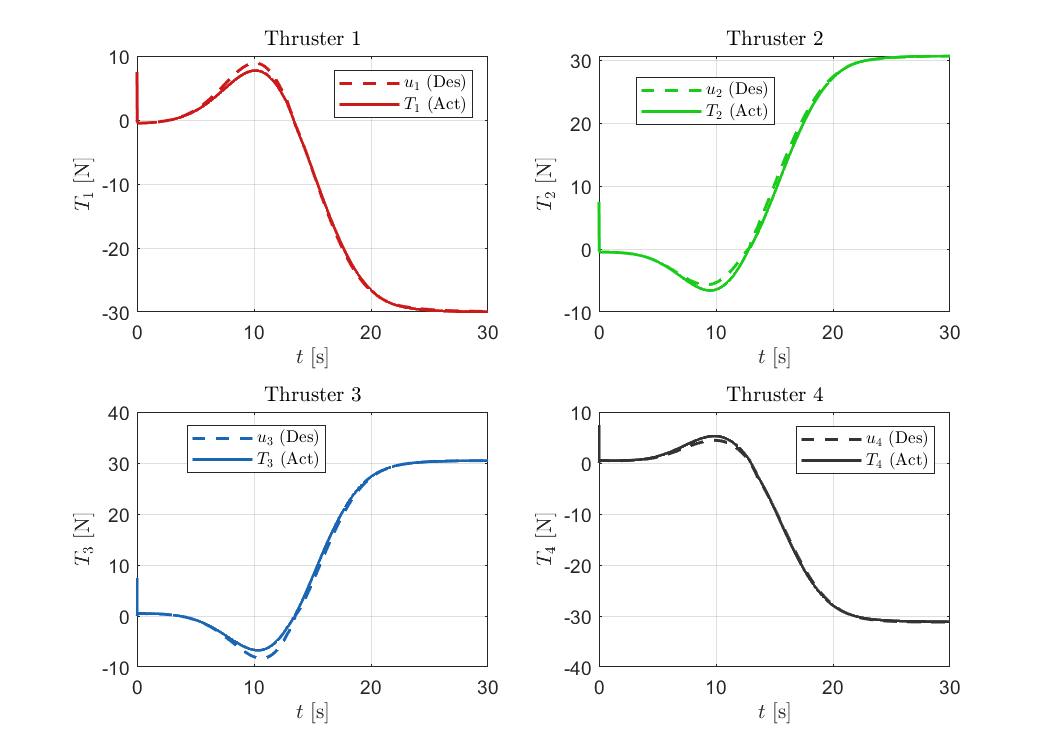 Thruster 1
10
0
-10
-20
-30
T₁ [N]
u₁ (Des)
T₁ (Act)
0 10 20 30
t [s]
Thruster 2
30
20
10
0
-10
T₂ [N]
u₂ (Des)
T₂ (Act)
0 10 20 30
t [s]
Thruster 3
40
30
20
10
0
-10
T₃ [N]
u₃ (Des)
T₃ (Act)
0 10 20 30
t [s]
Thruster 4
10
0
-10
-20
-30
-40
T₄ [N]
u₄ (Des)
T₄ (Act)
0 10 20 30
t [s]